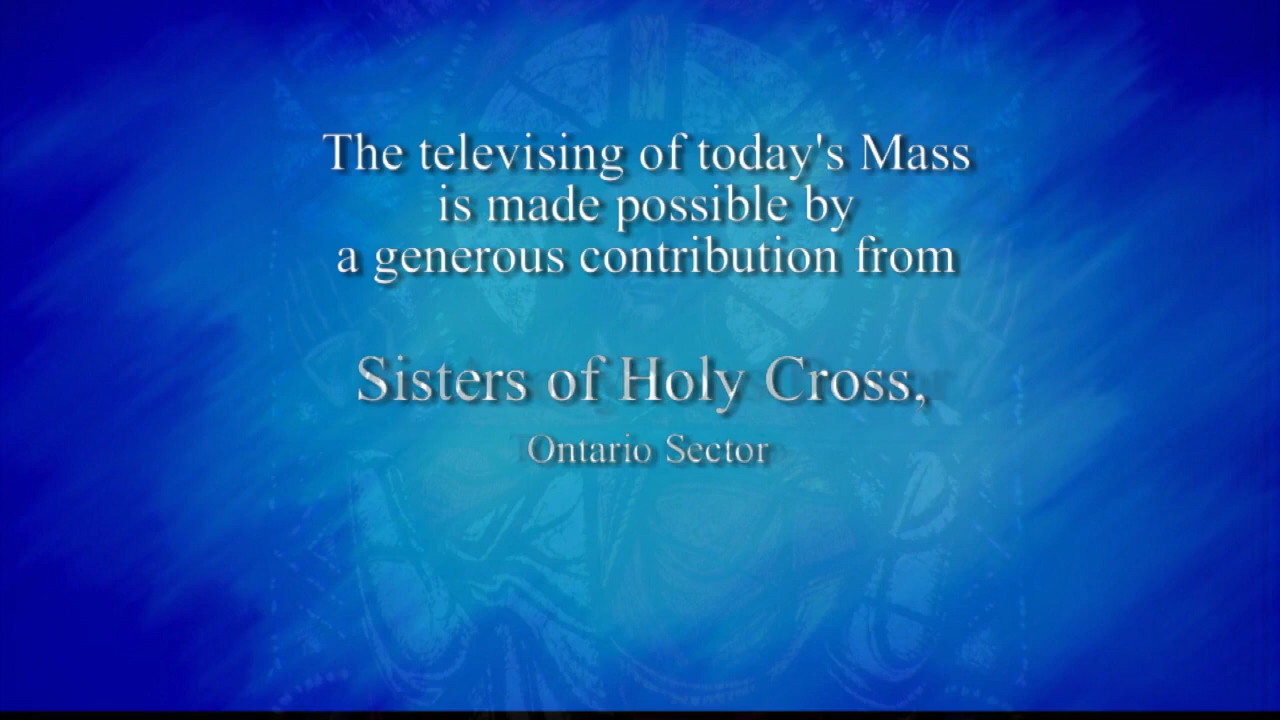 The televising of today's Mass
is made possible by
a generous contribution from
Sisters of Holy Cross,
Ontario Sector